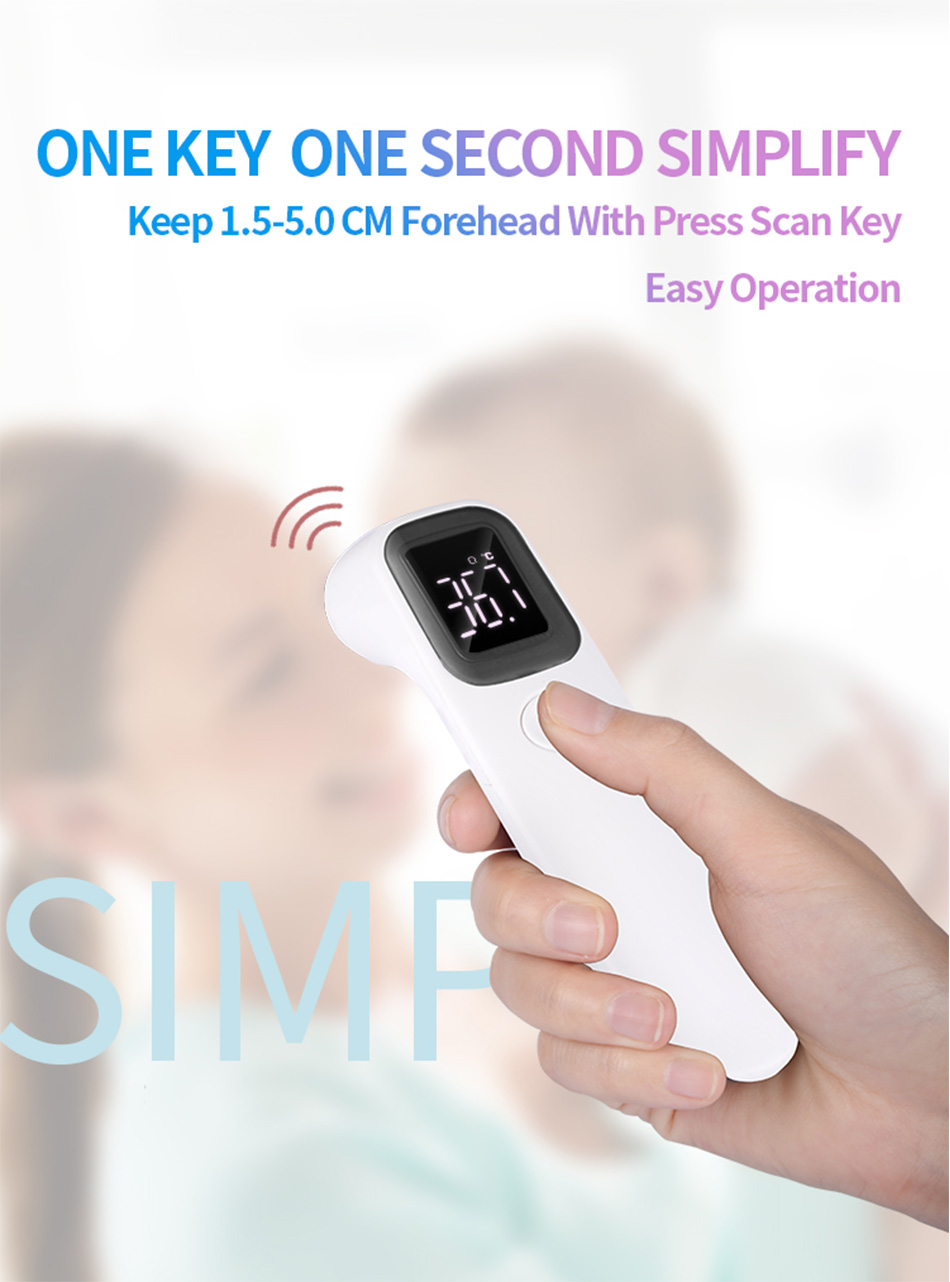 ONE KEY ONE SECOND SIMPLIFY
Keep 1.5-5.0 CM Forehead With Press Scan Key
Easy Operation
°C
36.1
SIMP